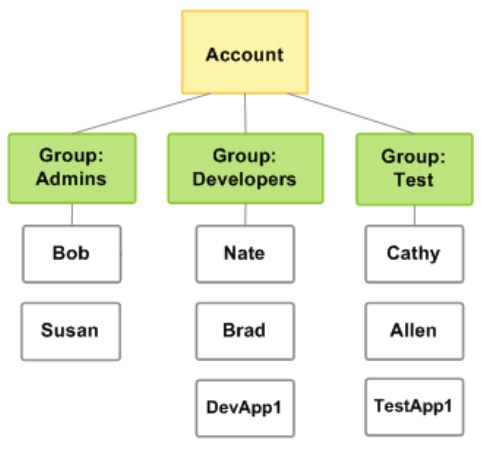 Account
Group:
Admins
Group:
Developers
Group:
Test
Bob
Nate
Cathy
Susan
Brad
Allen
DevApp1
TestApp1